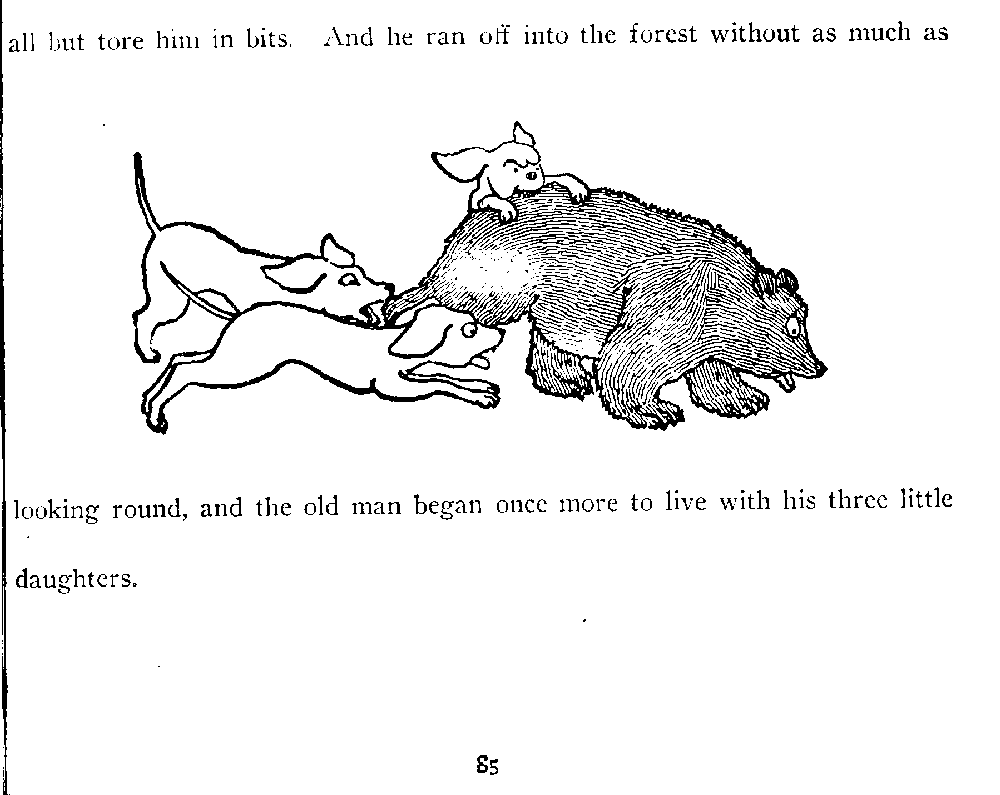 all but tore him in bits. And he ran off into the forest without as much as
looking round, and the old man began once more to live with his three little
daughters.
85